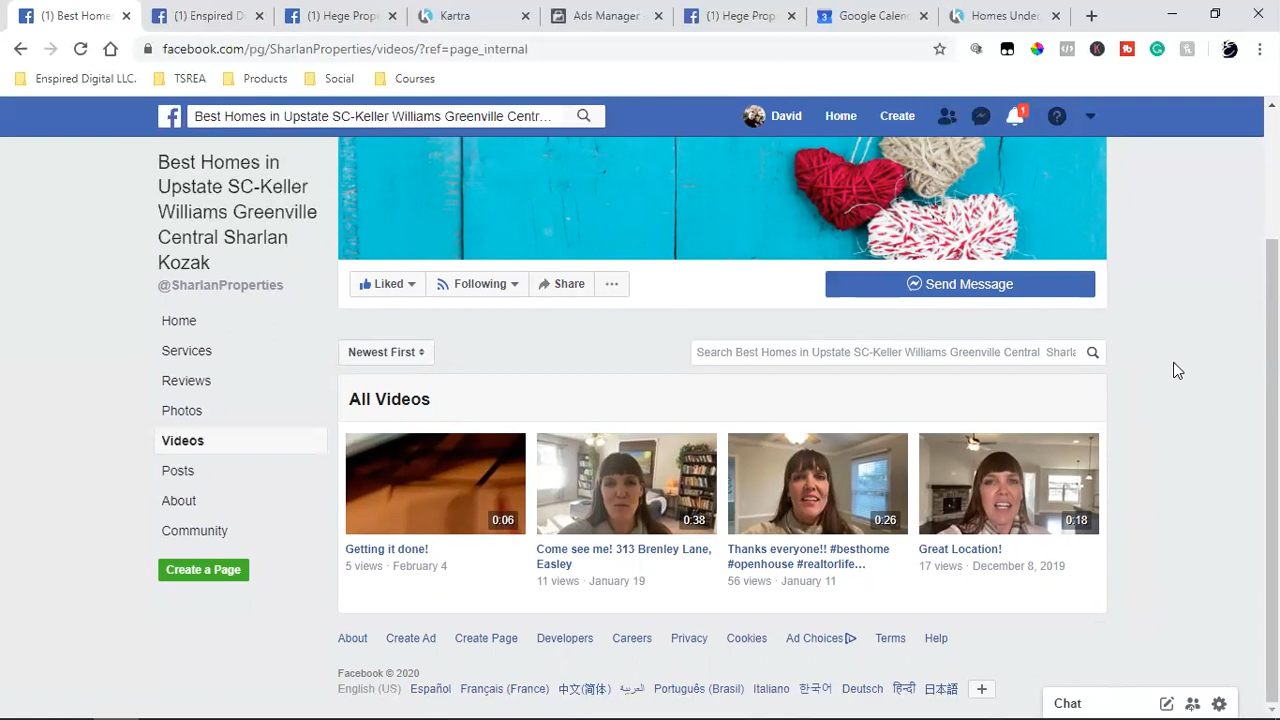 (1) Best Home
(1) Enspired D
(1) Hege Prop
Kartra
Ads Manager
(1) Hege Prop
Google Calen
Homes Under
facebook.com/pg/SharlanProperties/videos/?ref=page_internal
Enspired Digital LLC.
TSREA
Products
Social
Courses
Best Homes in Upstate SC-Keller Williams Greenville Centr...
David
Home
Create
1
Best Homes in
Upstate SC-Keller
Williams Greenville
Central Sharlan
Kozak
@SharlanProperties
Home
Services
Reviews
Photos
Videos
Posts
About
Community
Create a Page
Liked
Following
Share
...
Send Message
Newest First
Search Best Homes in Upstate SC-Keller Williams Greenville Central Sharla
All Videos
0:06
0:38
0:26
0:18
Getting it done!
5 views · February 4
Come see me! 313 Brenley Lane,
Easley
11 views · January 19
Thanks everyone!! #besthome
#openhouse #realtorlife...
56 views · January 11
Great Location!
17 views · December 8, 2019
About
Create Ad
Create Page
Developers
Careers
Privacy
Cookies
Ad Choices
Terms
Help
Facebook © 2020
English (US)
Español
Français (France)
中文(简体)
العربية
Português (Brasil)
Italiano
한국어
Deutsch
हिन्दी
日本語
Chat